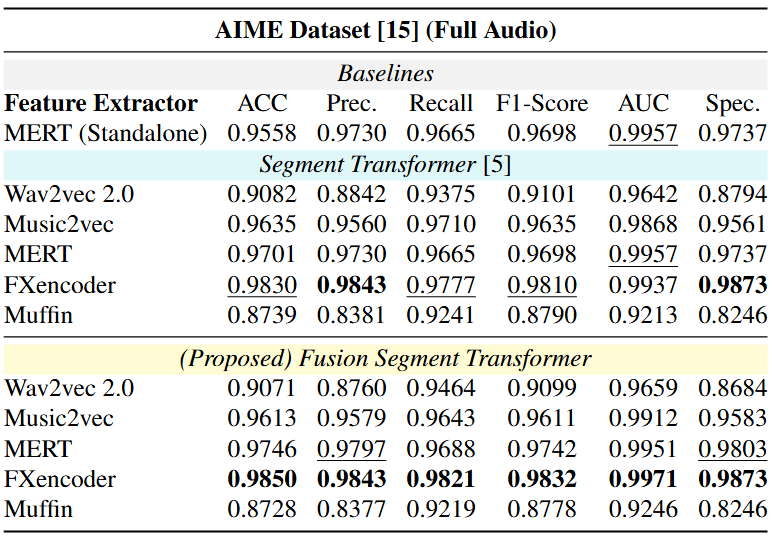 AIME Dataset [15] (Full Audio)
Baselines
Feature Extractor ACC Prec. Recall F1-Score AUC Spec.
MERT (Standalone) 0.9558 0.9730 0.9665 0.9698 0.9957 0.9737
Segment Transformer [5]
Wav2vec 2.0 0.9082 0.8842 0.9375 0.9101 0.9642 0.8794
Music2vec 0.9635 0.9560 0.9710 0.9635 0.9868 0.9561
MERT 0.9701 0.9730 0.9665 0.9698 0.9957 0.9737
FXencoder 0.9830 0.9843 0.9777 0.9810 0.9937 0.9873
Muffin 0.8739 0.8381 0.9241 0.8790 0.9213 0.8246
(Proposed) Fusion Segment Transformer
Wav2vec 2.0 0.9071 0.8760 0.9464 0.9099 0.9659 0.8684
Music2vec 0.9613 0.9579 0.9643 0.9611 0.9912 0.9583
MERT 0.9746 0.9797 0.9688 0.9742 0.9951 0.9803
FXencoder 0.9850 0.9843 0.9821 0.9832 0.9971 0.9873
Muffin 0.8728 0.8377 0.9219 0.8778 0.9246 0.8246